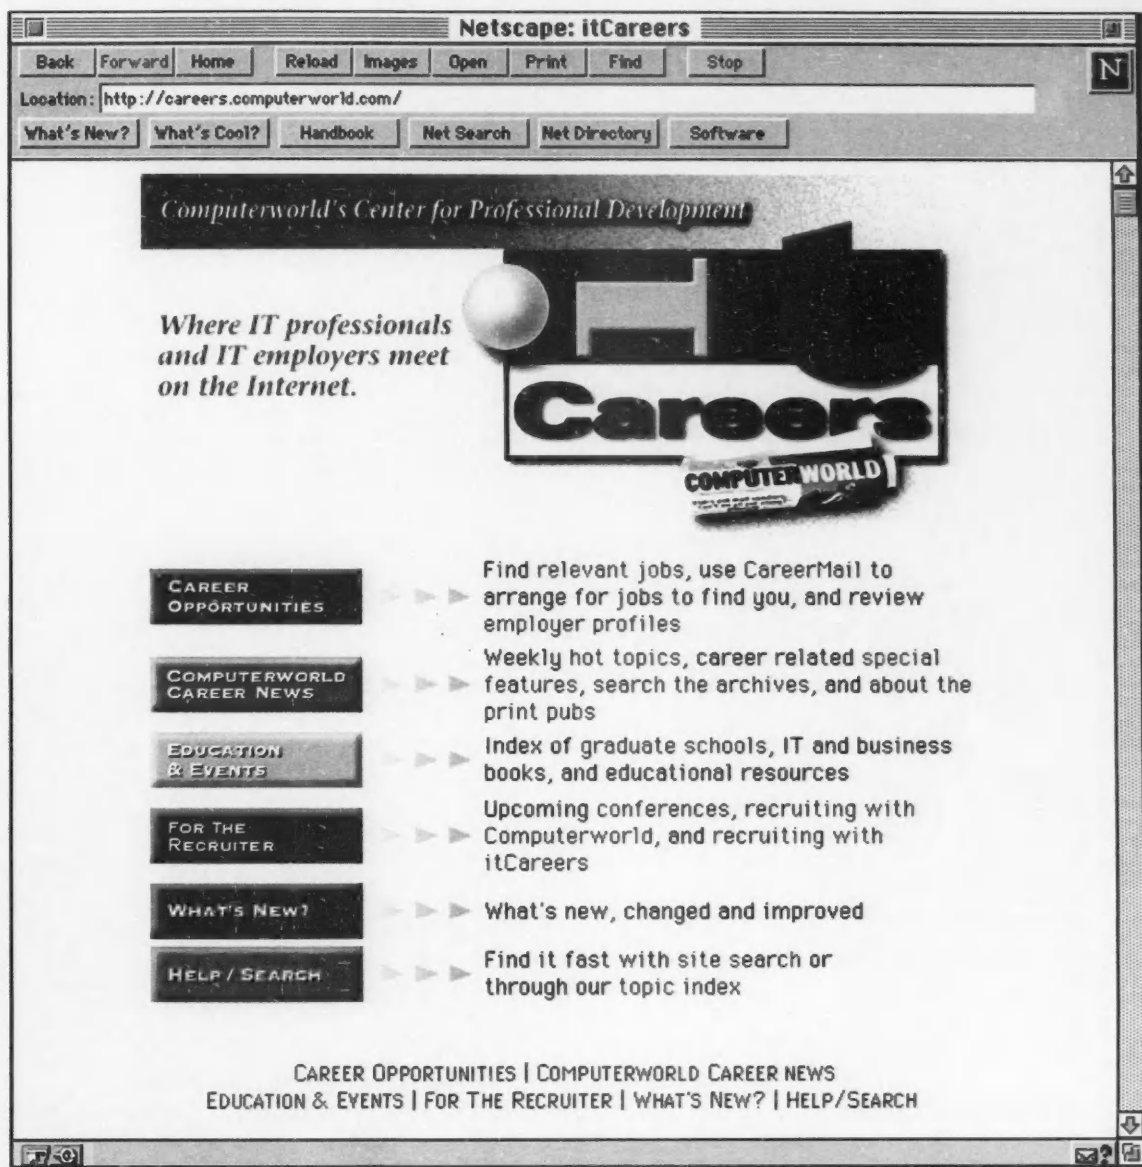 Netscape: itCareers
Back Forward Home Reload Images Open Print Find Stop
N
Location: http://careers.computerworld.com/
What's New? What's Cool? Handbook Net Search Net Directory Software
Computerworld's Center for Professional Development
it
Where IT professionals
and IT employers meet
on the Internet.
Careers
COMPUTERWORLD
CAREER
OPPORTUNITIES
Find relevant jobs, use CareerMail to
arrange for jobs to find you, and review
employer profiles
COMPUTERWORLD
CAREER NEWS
Weekly hot topics, career related special
features, search the archives, and about the
print pubs
EDUCATION
& EVENTS
Index of graduate schools, IT and business
books, and educational resources
FOR THE
RECRUITER
Upcoming conferences, recruiting with
Computerworld, and recruiting with
itCareers
WHAT'S NEW?
What's new, changed and improved
HELP / SEARCH
Find it fast with site search or
through our topic index
CAREER OPPORTUNITIES | COMPUTERWORLD CAREER NEWS
EDUCATION & EVENTS | FOR THE RECRUITER | WHAT'S NEW? | HELP/SEARCH